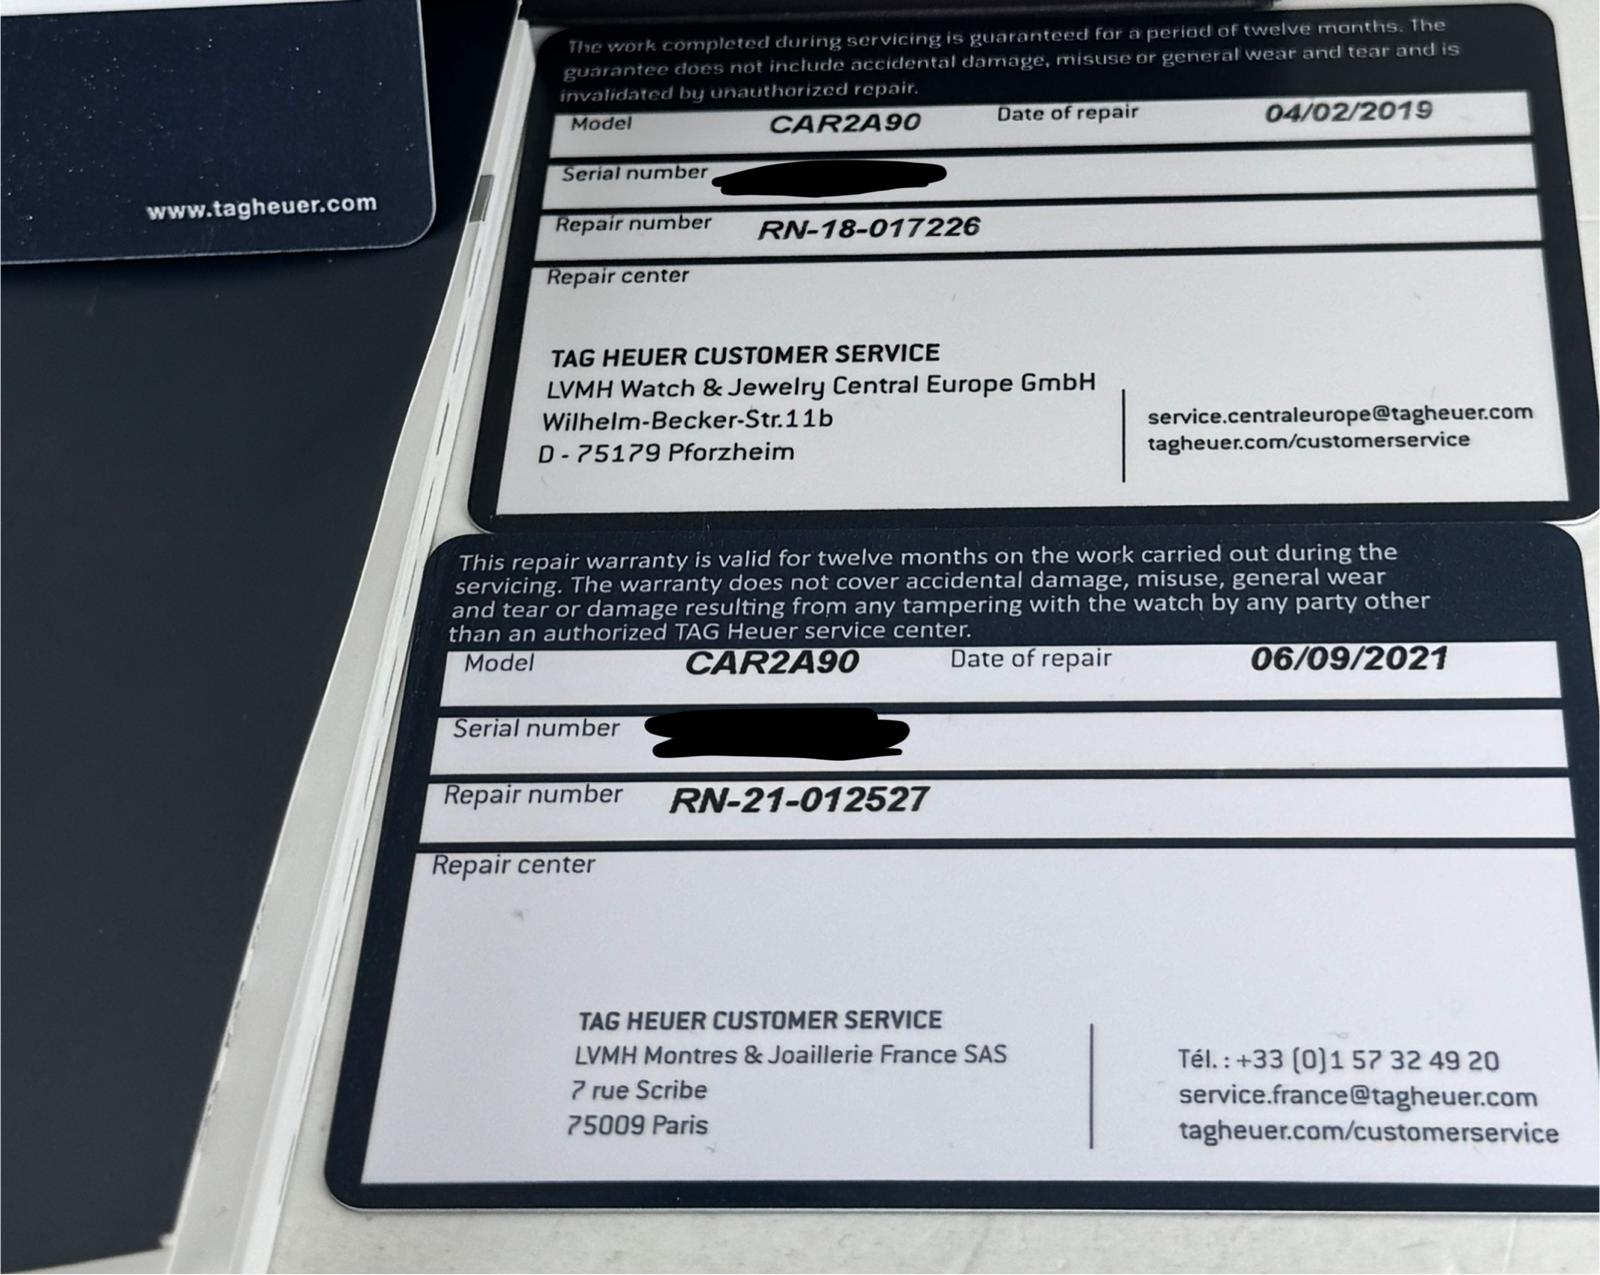 www.tagheuer.com
The work completed during servicing is guaranteed for a period of twelve months. The
guarantee does not include accidental damage, misuse or general wear and tear and is
invalidated by unauthorized repair.
Model CAR2A90 Date of repair 04/02/2019
Serial number
Repair number RN-18-017226
Repair center
TAG HEUER CUSTOMER SERVICE
LVMH Watch & Jewelry Central Europe GmbH
Wilhelm-Becker-Str.11b
D - 75179 Pforzheim
service.centraleurope@tagheuer.com
tagheuer.com/customerservice
This repair warranty is valid for twelve months on the work carried out during the
servicing. The warranty does not cover accidental damage, misuse, general wear
and tear or damage resulting from any tampering with the watch by any party other
than an authorized TAG Heuer service center.
Model CAR2A90 Date of repair 06/09/2021
Serial number
Repair number RN-21-012527
Repair center
TAG HEUER CUSTOMER SERVICE
LVMH Montres & Joaillerie France SAS
7 rue Scribe
75009 Paris
Tél. : +33 (0)1 57 32 49 20
service.france@tagheuer.com
tagheuer.com/customerservice